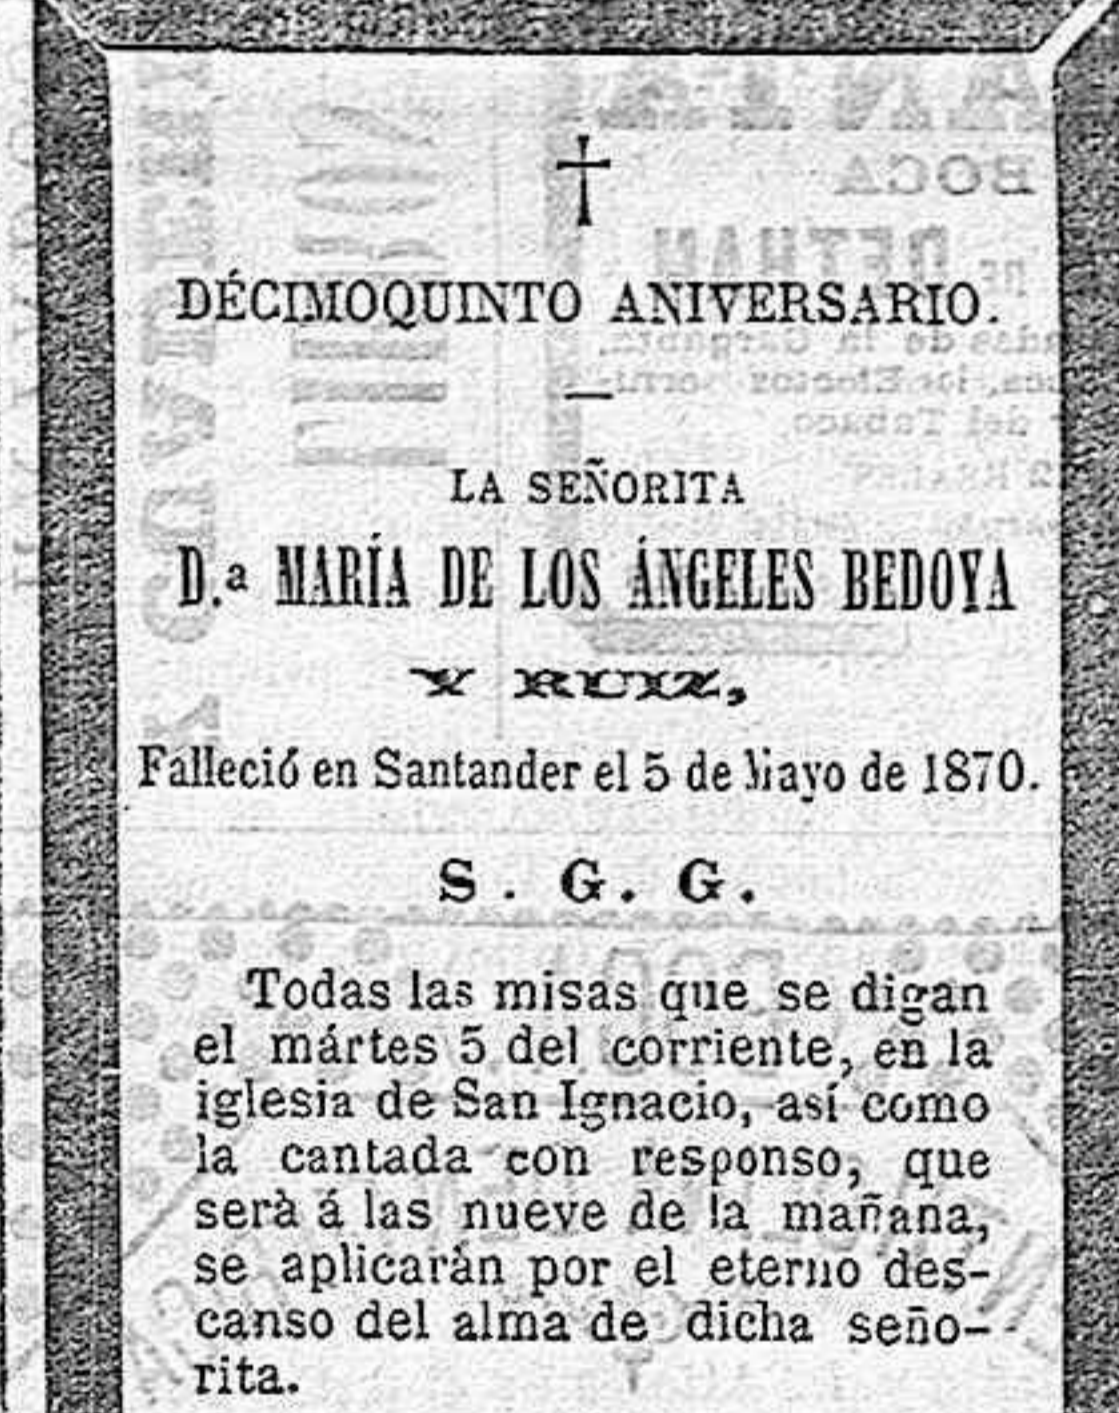 †
DÉCIMOQUINTO ANIVERSARIO.
—
LA SEÑORITA
D.ª MARÍA DE LOS ÁNGELES BEDOYA
Y RUIZ,
Falleció en Santander el 5 de Mayo de 1870.
S. G. G.
Todas las misas que se digan
el mártes 5 del corriente, en la
iglesia de San Ignacio, así como
la cantada con responso, que
serà á las nueve de la mañana,
se aplicarán por el eterno des-
canso del alma de dicha seño-
rita.